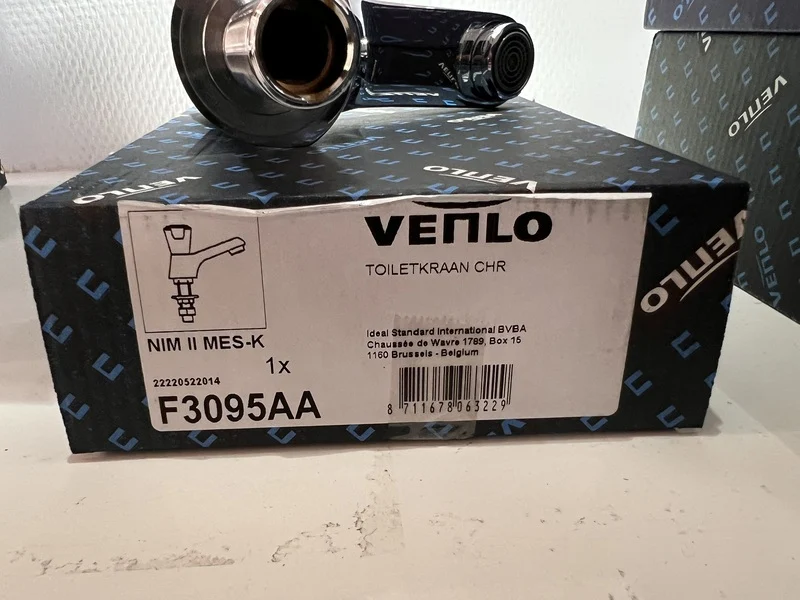 VENLO
VENLO
VENLO
VENLO
TOILETKRAAN CHR
NIM II MES-K
1x
Ideal Standard International BVBA
Chaussée de Wavre 1789, Box 15
1160 Brussels - Belgium
22220522014
F3095AA
8 711678 063229